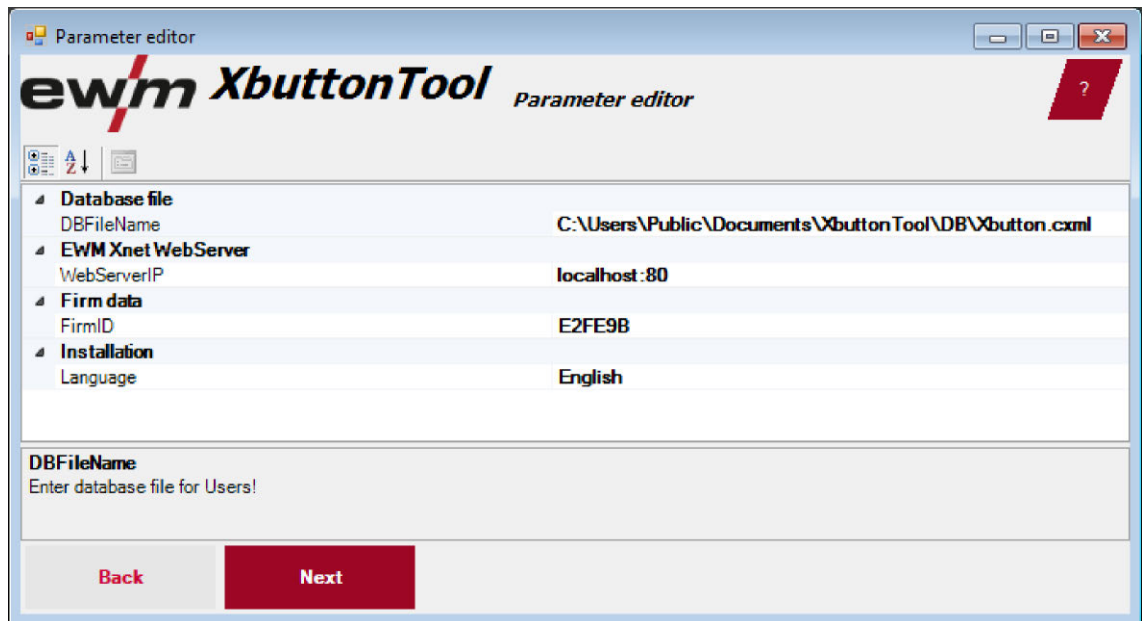 Parameter editor
ewm XbuttonTool Parameter editor ?
A
Z
Database file
DBFileName C:\Users\Public\Documents\XbuttonTool\DB\Xbutton.cxml
EWM Xnet WebServer
WebServerIP localhost:80
Firm data
FirmID E2FE9B
Installation
Language English
DBFileName
Enter database file for Users!
Back Next